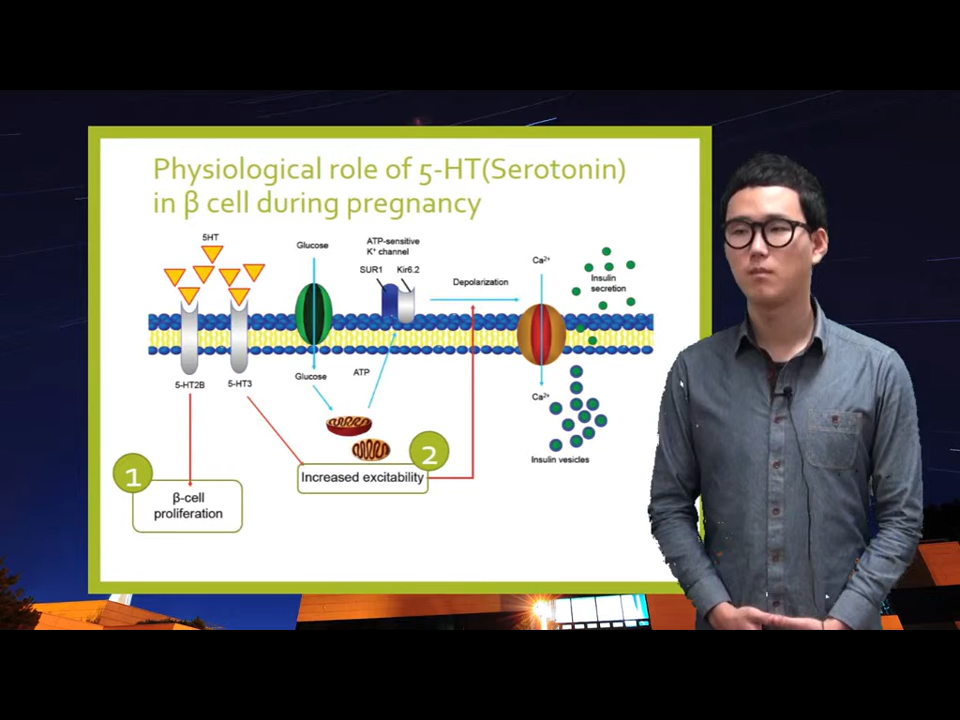 Physiological role of 5-HT(Serotonin)
in β cell during pregnancy
5HT
Glucose
ATP-sensitive
K⁺ channel
SUR1
Kir6.2
Depolarization
Ca²⁺
Insulin
secretion
5-HT2B
5-HT3
Glucose
ATP
Ca²⁺
Insulin vesicles
1
β-cell
proliferation
2
Increased excitability